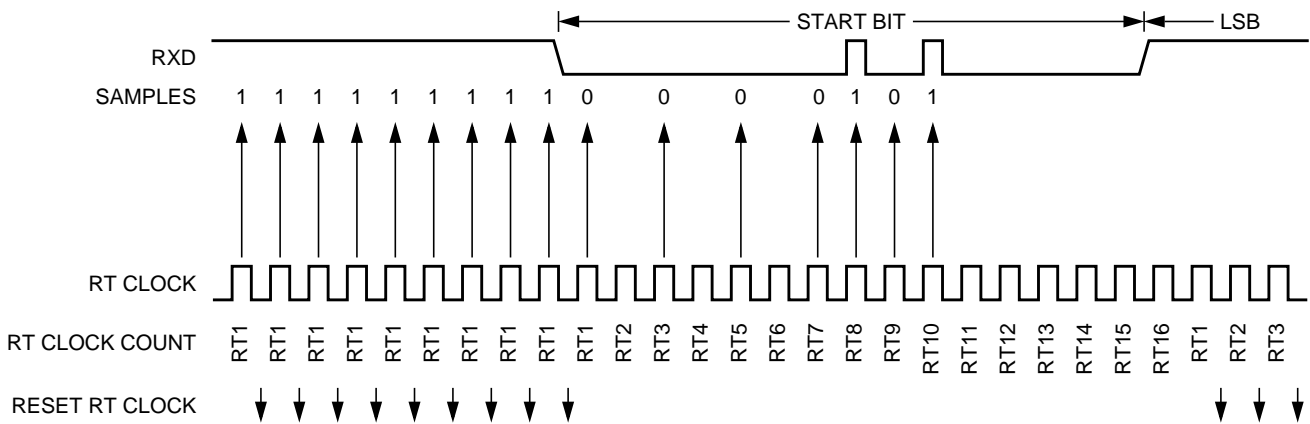 START BIT LSB
RXD
SAMPLES 1 1 1 1 1 1 1 1 1 0 0 0 0 1 0 1
RT CLOCK
RT CLOCK COUNT RT1 RT1 RT1 RT1 RT1 RT1 RT1 RT1 RT1 RT1 RT2 RT3 RT4 RT5 RT6 RT7 RT8 RT9 RT10 RT11 RT12 RT13 RT14 RT15 RT16 RT1 RT2 RT3
RESET RT CLOCK